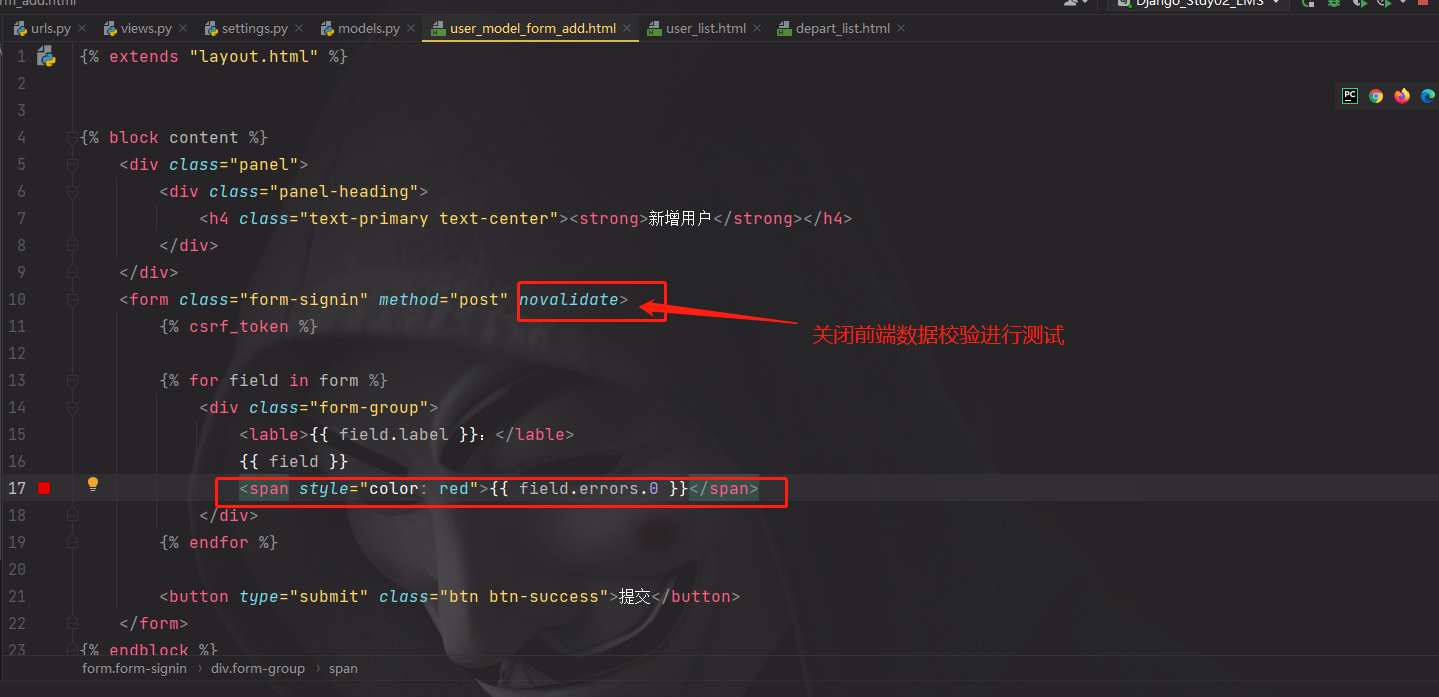 rm_add.html
Django_Study02_LMS
urls.py
views.py
settings.py
models.py
user_model_form_add.html
user_list.html
depart_list.html
1 {% extends "layout.html" %}
2
3
PC
4 {% block content %}
5 <div class="panel">
6 <div class="panel-heading">
7 <h4 class="text-primary text-center"><strong>新增用户</strong></h4>
8 </div>
9 </div>
10 <form class="form-signin" method="post" novalidate>
11 {% csrf_token %}
关闭前端数据校验进行测试
12
13 {% for field in form %}
14 <div class="form-group">
15 <lable>{{ field.label }}：</lable>
16 {{ field }}
17 <span style="color: red">{{ field.errors.0 }}</span>
18 </div>
19 {% endfor %}
20
21 <button type="submit" class="btn btn-success">提交</button>
22 </form>
23 {% endblock %}
form.form-signin › div.form-group › span